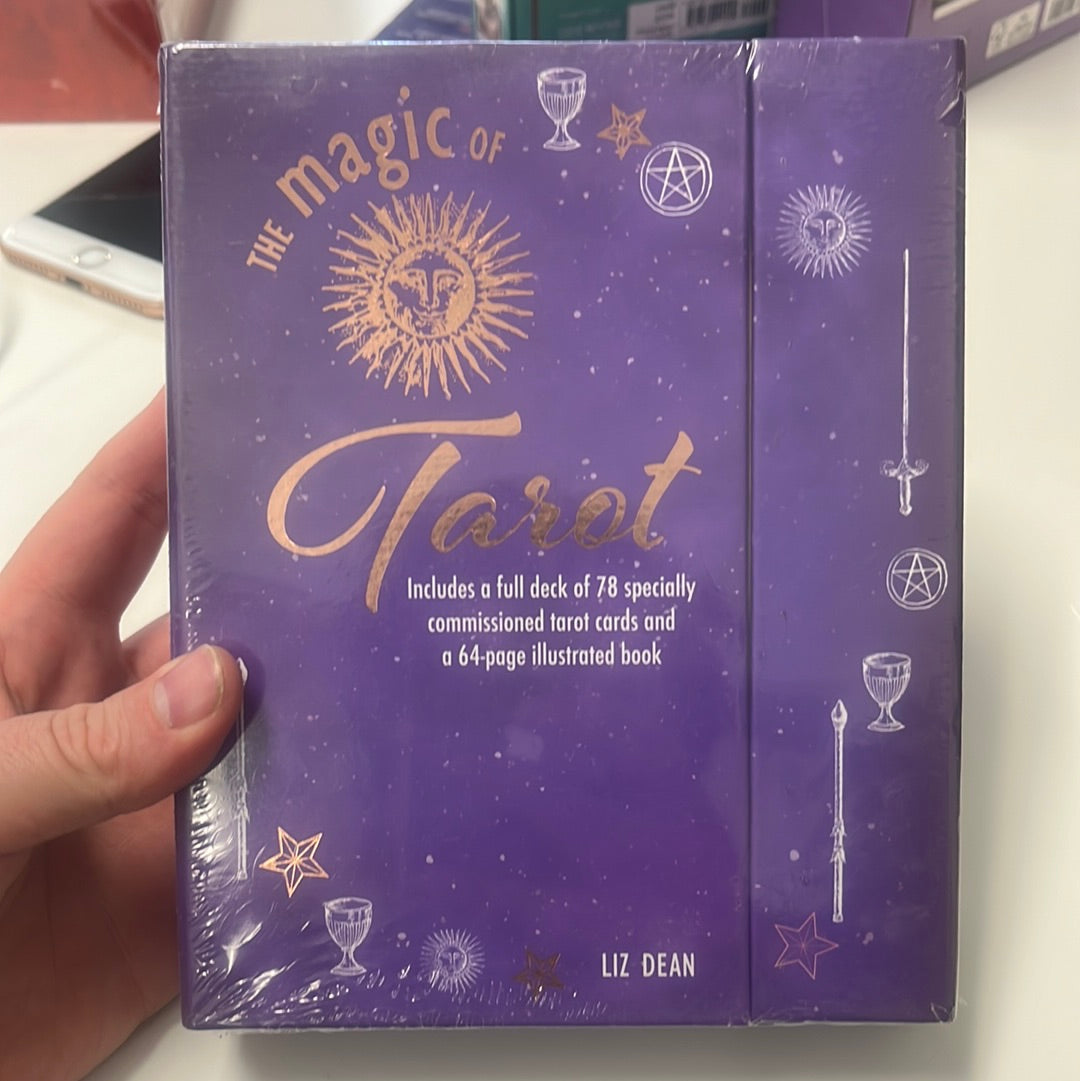 THE magic OF
Tarot
Includes a full deck of 78 specially
commissioned tarot cards and
a 64-page illustrated book
LIZ DEAN